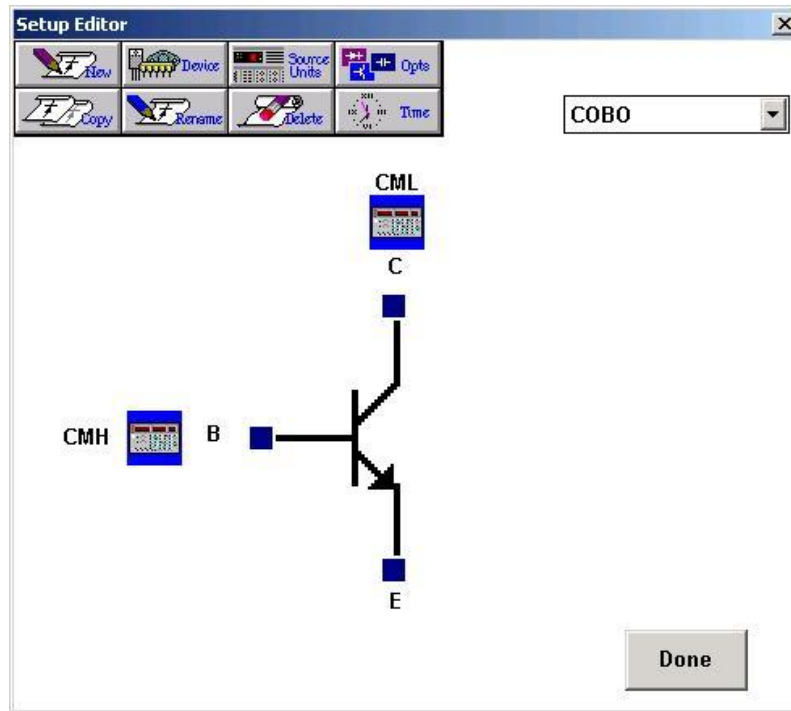 Setup Editor
New Device Source Units Opts
Copy Rename Delete Time
COBO
CML
C
CMH B
E
Done